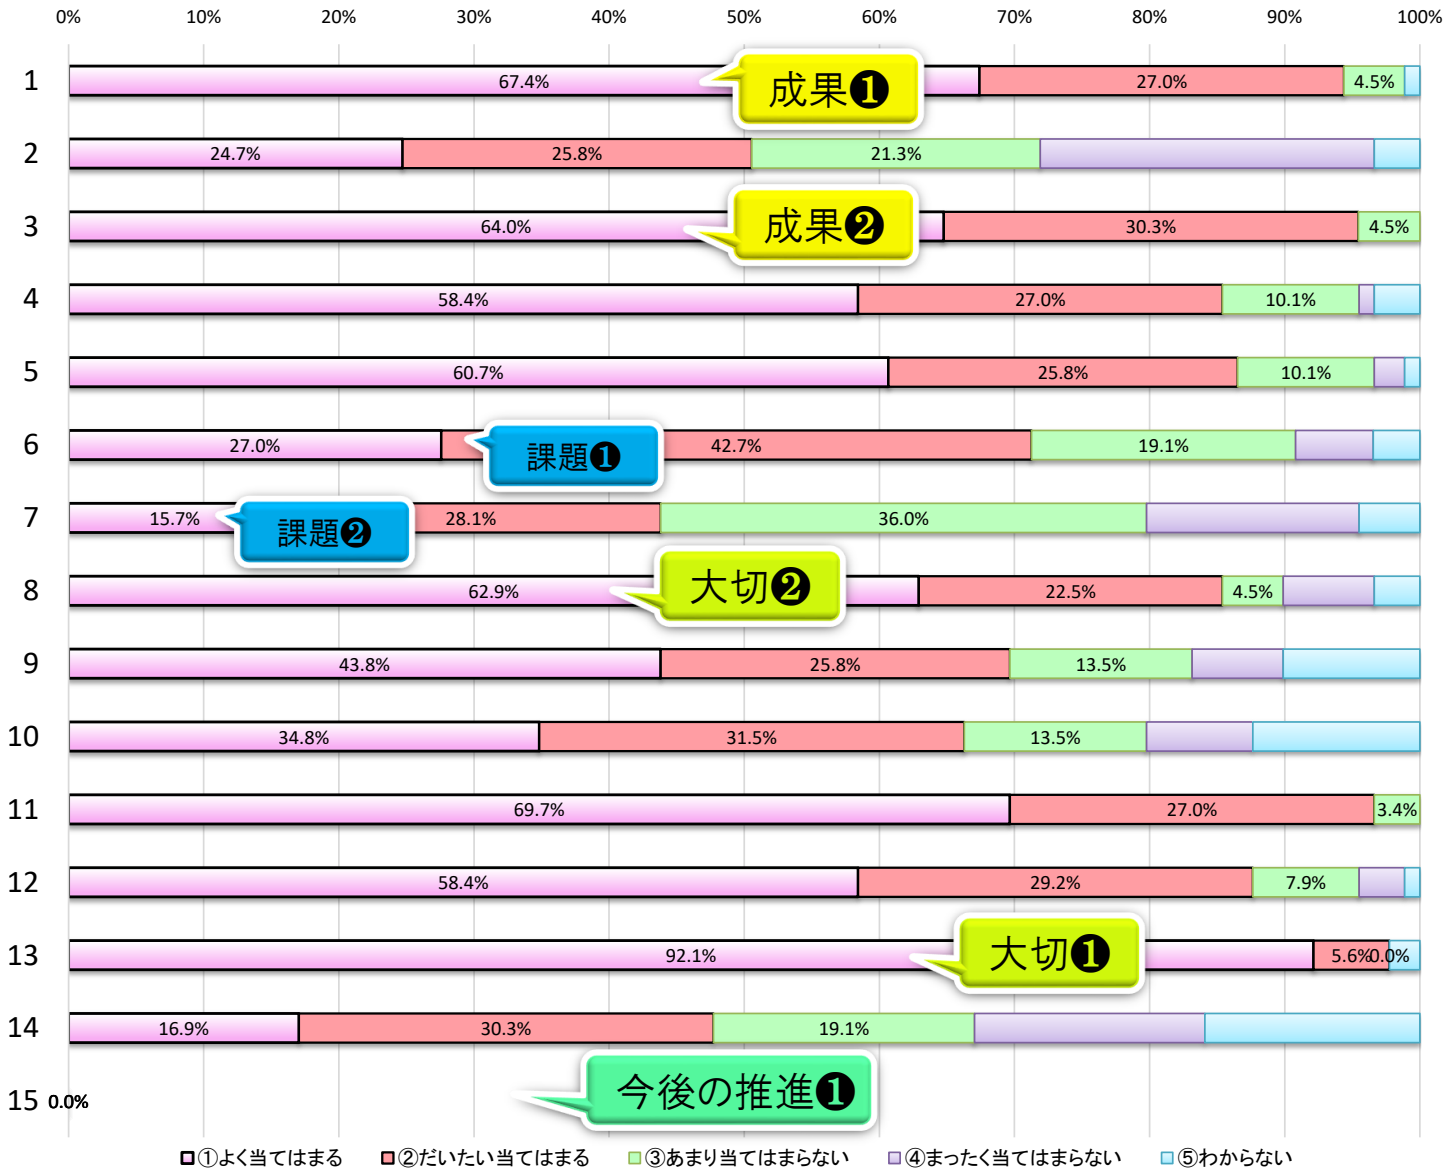 0% 10% 20% 30% 40% 50% 60% 70% 80% 90% 100%
1 67.4% 成果❶ 27.0% 4.5%
2 24.7% 25.8% 21.3%
3 64.0% 成果❷ 30.3% 4.5%
4 58.4% 27.0% 10.1%
5 60.7% 25.8% 10.1%
6 27.0% 課題❶ 42.7% 19.1%
7 15.7% 課題❷ 28.1% 36.0%
8 62.9% 大切❷ 22.5% 4.5%
9 43.8% 25.8% 13.5%
10 34.8% 31.5% 13.5%
11 69.7% 27.0% 3.4%
12 58.4% 29.2% 7.9%
13 92.1% 大切❶ 5.6% 0.0%
14 16.9% 30.3% 19.1%
15 0.0% 今後の推進❶
①よく当てはまる ②だいたい当てはまる ③あまり当てはまらない ④まったく当てはまらない ⑤わからない